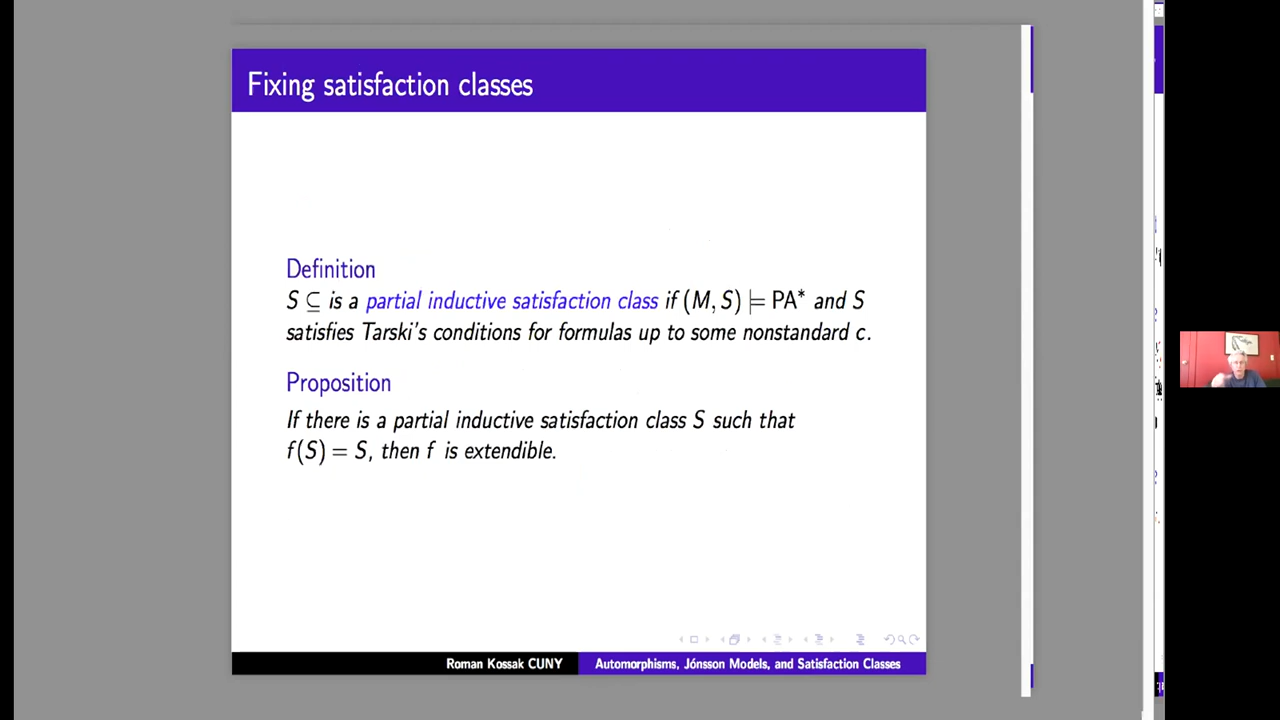 Fixing satisfaction classes
Definition
S ⊆ is a partial inductive satisfaction class if (M, S) ⊨ PA* and S
satisfies Tarski's conditions for formulas up to some nonstandard c.
Proposition
If there is a partial inductive satisfaction class S such that
f(S) = S, then f is extendible.
Roman Kossak CUNY
Automorphisms, Jónsson Models, and Satisfaction Classes